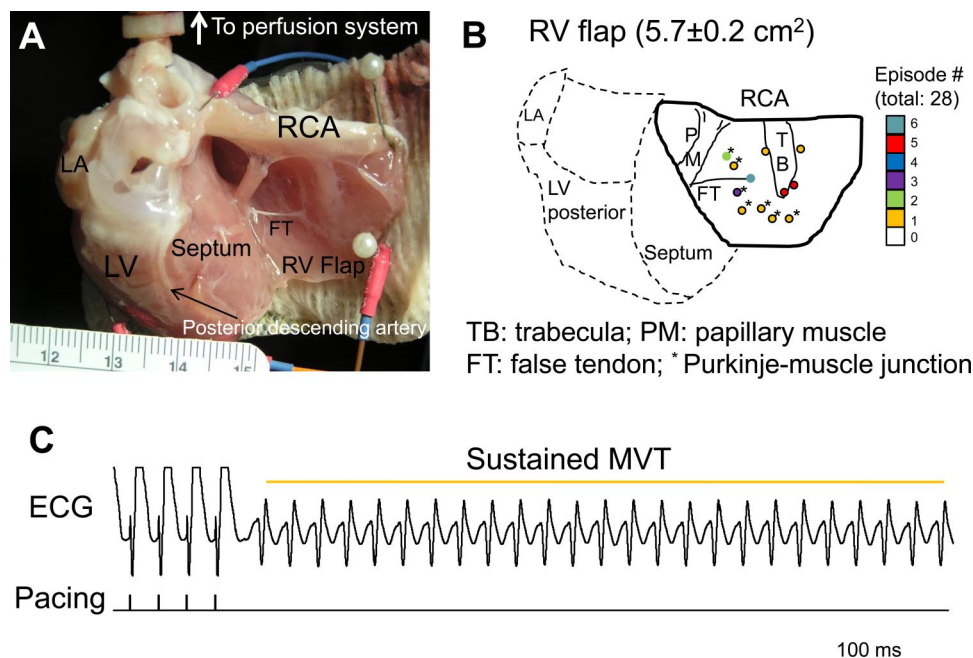 A
To perfusion system
RCA
LA
FT
Septum
RV Flap
LV
Posterior descending artery
12 13 14 15
B
RV flap (5.7±0.2 cm²)
Episode #
(total: 28)
RCA
LA
P
M
T
B
FT
LV
posterior
Septum
6
5
4
3
2
1
0
* *
* *
* * * *
TB: trabecula; PM: papillary muscle
FT: false tendon; * Purkinje-muscle junction
C
Sustained MVT
ECG
Pacing
100 ms